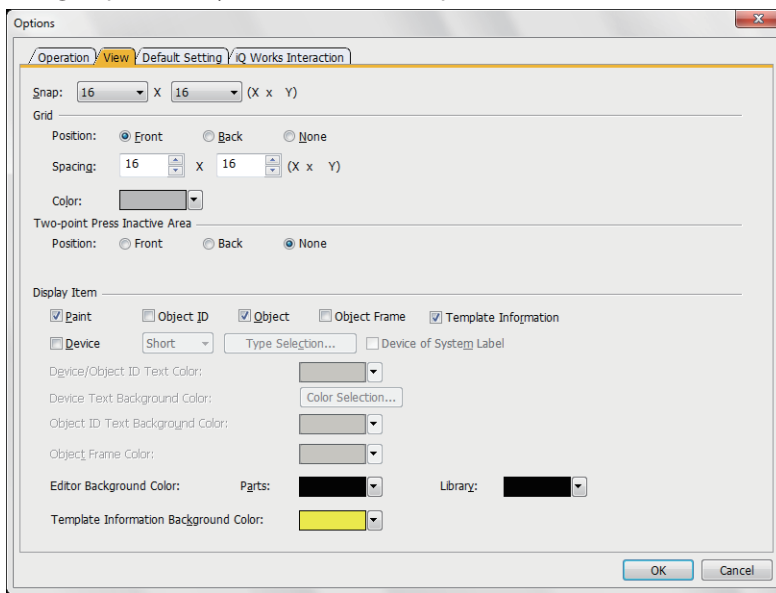 Options
Operation View Default Setting iQ Works Interaction
Snap: 16 X 16 (X x Y)
Grid
Position: Front Back None
Spacing: 16 X 16 (X x Y)
Color:
Two-point Press Inactive Area
Position: Front Back None
Display Item
Paint Object ID Object Object Frame Template Information
Device Short Type Selection... Device of System Label
Device/Object ID Text Color:
Device Text Background Color: Color Selection...
Object ID Text Background Color:
Object Frame Color:
Editor Background Color: Parts: Library:
Template Information Background Color:
OK Cancel